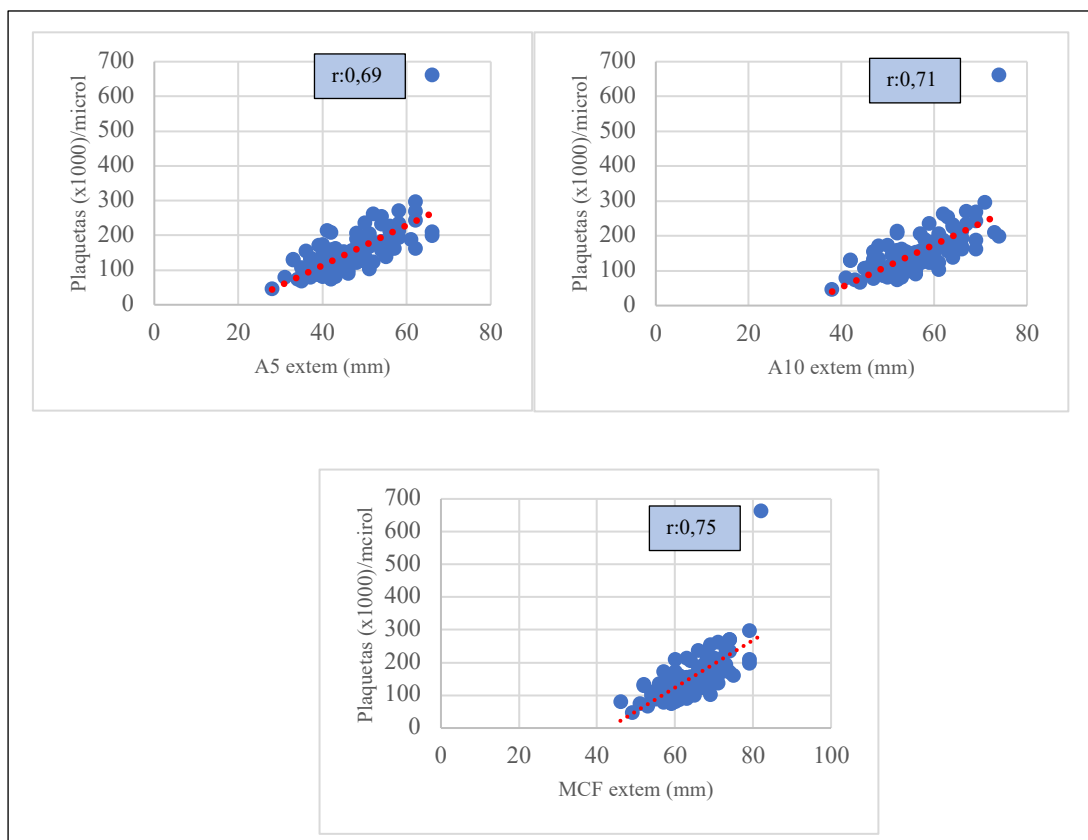 r:0,69
Plaquetas (x1000)/microl
700
600
500
400
300
200
100
0
0 20 40 60 80
A5 extem (mm)
r:0,71
Plaquetas (x1000)/microl
700
600
500
400
300
200
100
0
0 20 40 60 80
A10 extem (mm)
r:0,75
Plaquetas (x1000)/mcirol
700
600
500
400
300
200
100
0
0 20 40 60 80 100
MCF extem (mm)